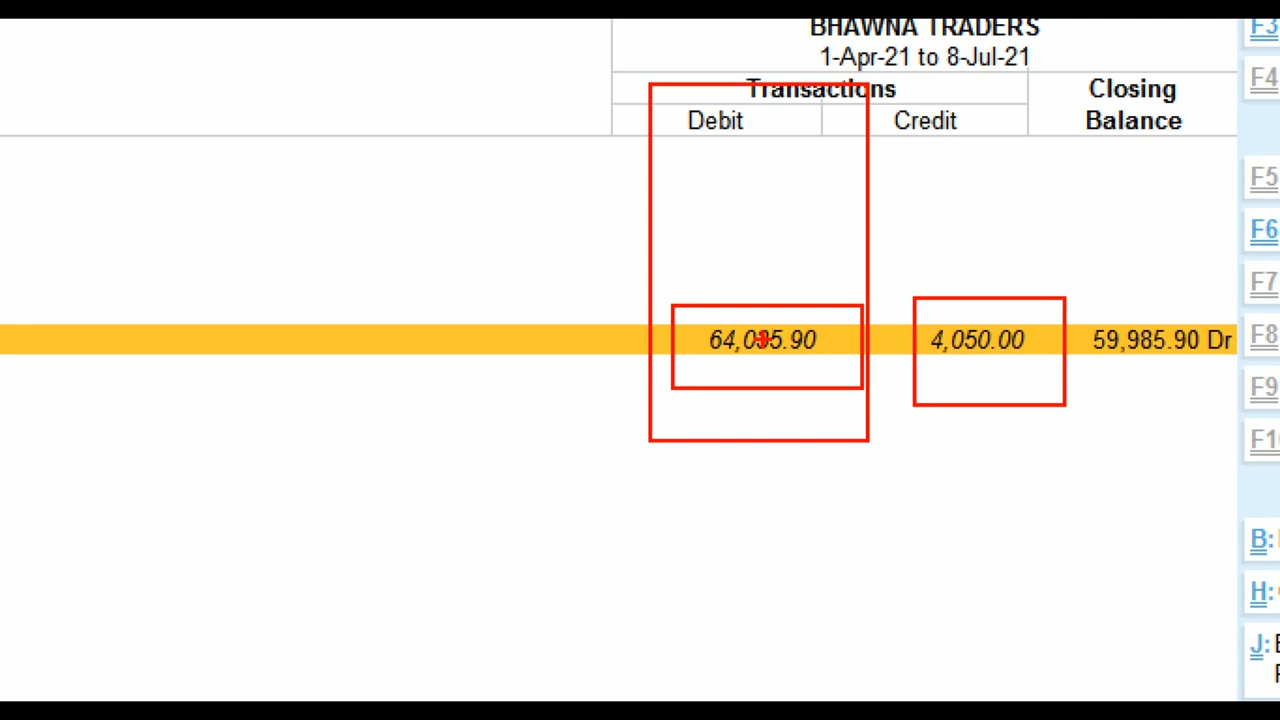 BHAWNA TRADERS
1-Apr-21 to 8-Jul-21
Transactions
Closing
Balance
Debit
Credit
64,035.90
4,050.00
59,985.90 Dr
F3
F4
F5
F6
F7
F8
F9
B:
H:
J: